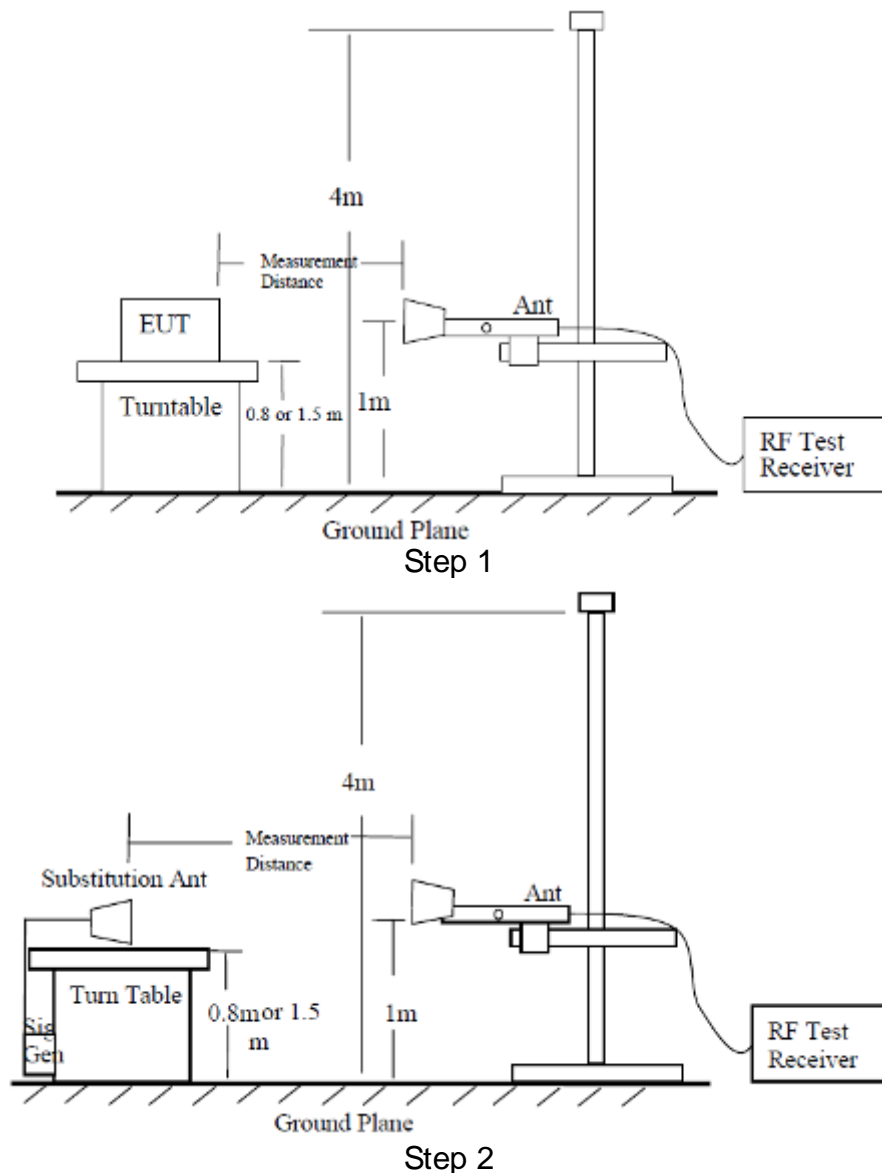 4m
Measurement
Distance
EUT
Ant
Turntable
0.8 or 1.5 m
1m
RF Test
Receiver
Ground Plane
Step 1
4m
Measurement
Distance
Substitution Ant
Ant
Turn Table
0.8m or 1.5
m
1m
Sig
Gen
RF Test
Receiver
Ground Plane
Step 2